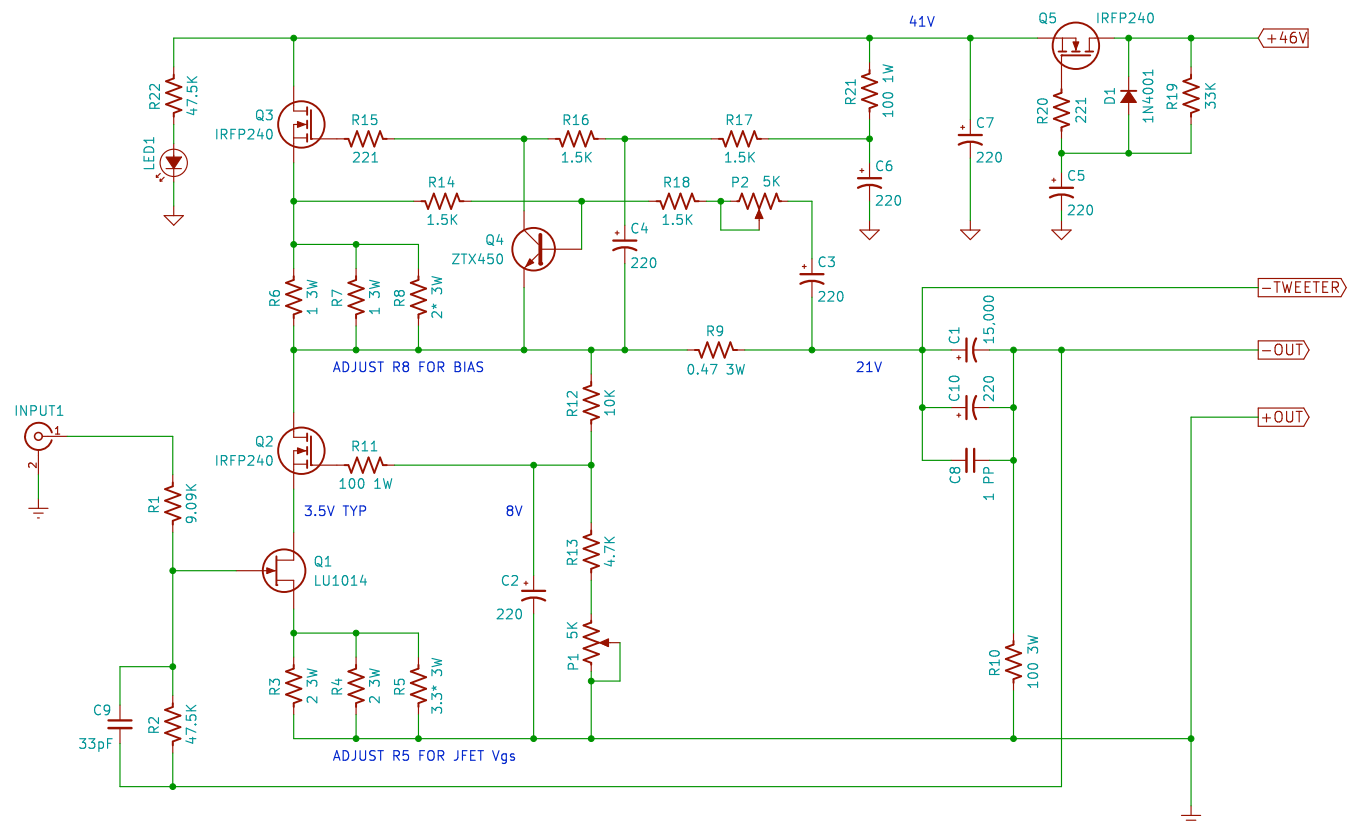 41V
Q5
IRFP240
+46V
R22
47.5K
Q3
IRFP240
R15
221
R16
1.5K
R17
1.5K
R21
100 1W
C7
220
R20
221
D1
1N4001
R19
33K
LED1
R14
1.5K
R18
1.5K
P2
5K
C6
220
C5
220
Q4
ZTX450
C4
220
C3
220
R6
1 3W
R7
1 3W
R8
2* 3W
-TWEETER
R9
0.47 3W
C1
15,000
-OUT
ADJUST R8 FOR BIAS
21V
R12
10K
C10
220
+OUT
INPUT1
1
2
Q2
IRFP240
R11
100 1W
C8
1 PP
R1
9.09K
3.5V TYP
8V
Q1
LU1014
R13
4.7K
C2
220
P1
5K
R3
2 3W
R4
2 3W
R5
3.3* 3W
R10
100 3W
C9
33pF
R2
47.5K
ADJUST R5 FOR JFET Vgs